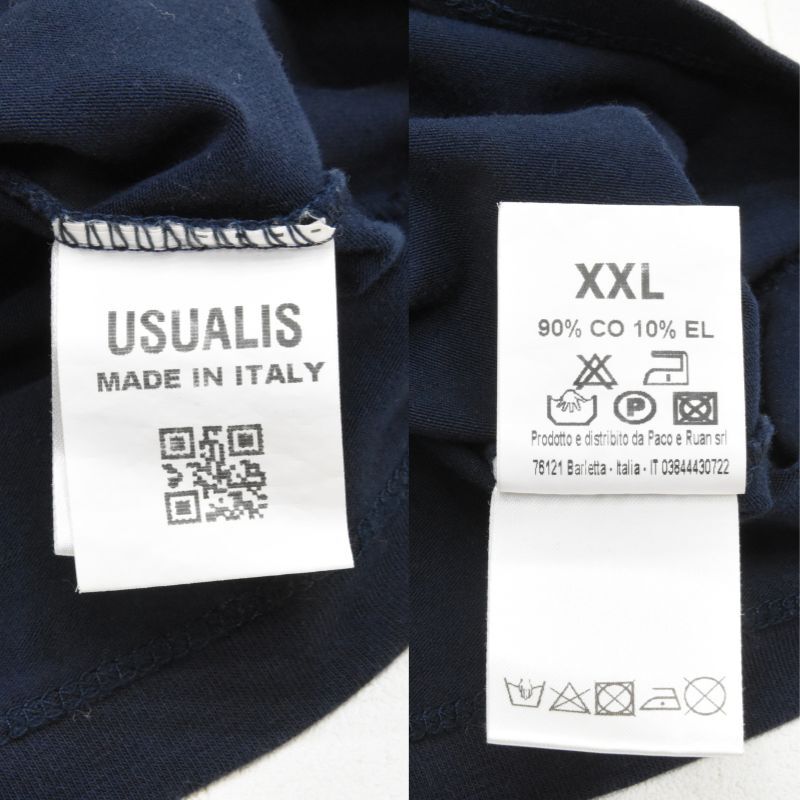 USUALIS
MADE IN ITALY
XXL
90% CO 10% EL
P
Prodotto e distribito da Paco e Ruan srl
76121 Barletta - Italia - IT 03844430722